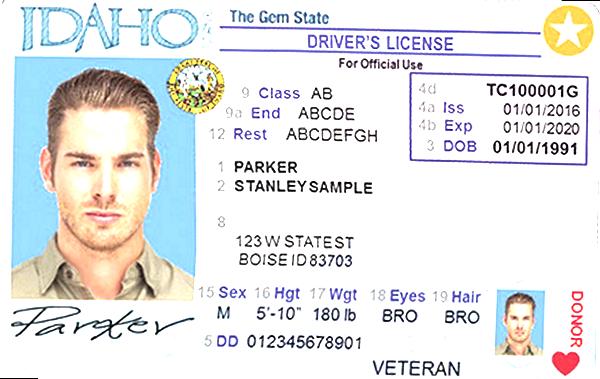 IDAHO
The Gem State
DRIVER'S LICENSE
For Official Use
9 Class AB
9a End ABCDE
12 Rest ABCDEFGH
4d TC100001G
4a Iss 01/01/2016
4b Exp 01/01/2020
3 DOB 01/01/1991
1 PARKER
2 STANLEYSAMPLE
8
123 W STATE ST
BOISE ID 83703
15 Sex 16 Hgt 17 Wgt 18 Eyes 19 Hair
M 5'-10" 180 lb BRO BRO
Parker
5 DD 012345678901
VETERAN
DONOR